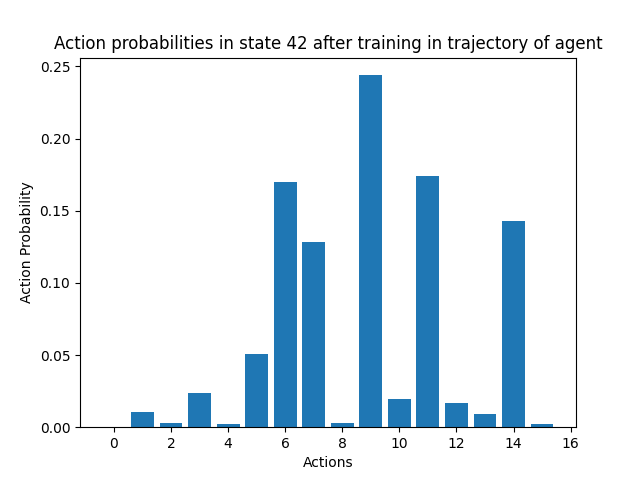 Action probabilities in state 42 after training in trajectory of agent
0.25
0.20
0.15
0.10
0.05
0.00
Action Probability
0 2 4 6 8 10 12 14 16
Actions